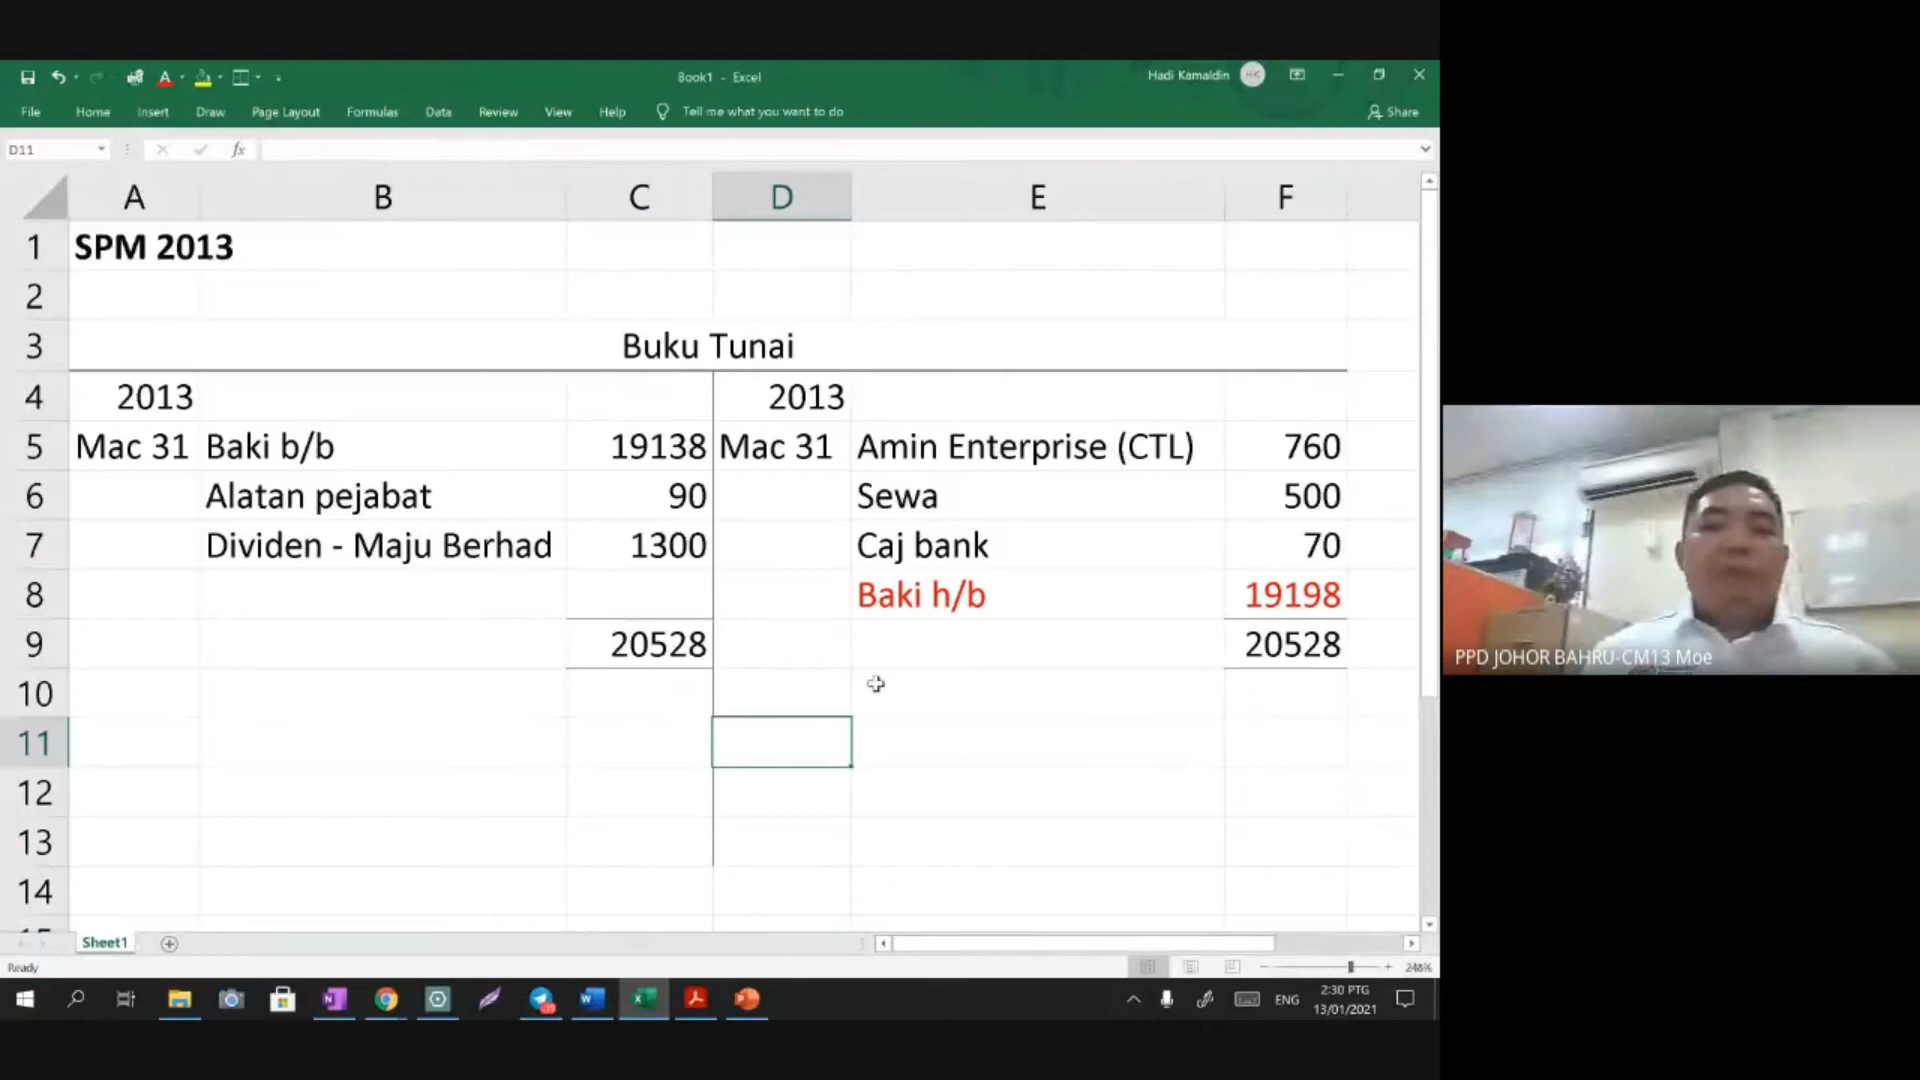 Book1 - Excel
Hadi Kamaldin HK
File Home Insert Draw Page Layout Formulas Data Review View Help Tell me what you want to do Share
D11 fx
A B C D E F
1 SPM 2013
2
3 Buku Tunai
4 2013 2013
5 Mac 31 Baki b/b 19138 Mac 31 Amin Enterprise (CTL) 760
6 Alatan pejabat 90 Sewa 500
7 Dividen - Maju Berhad 1300 Caj bank 70
8 Baki h/b 19198
9 20528 20528
10
11
12
13
14
15
PPD JOHOR BAHRU-CM13 Moe
Sheet1
Ready 248%
ENG 2:30 PTG
13/01/2021